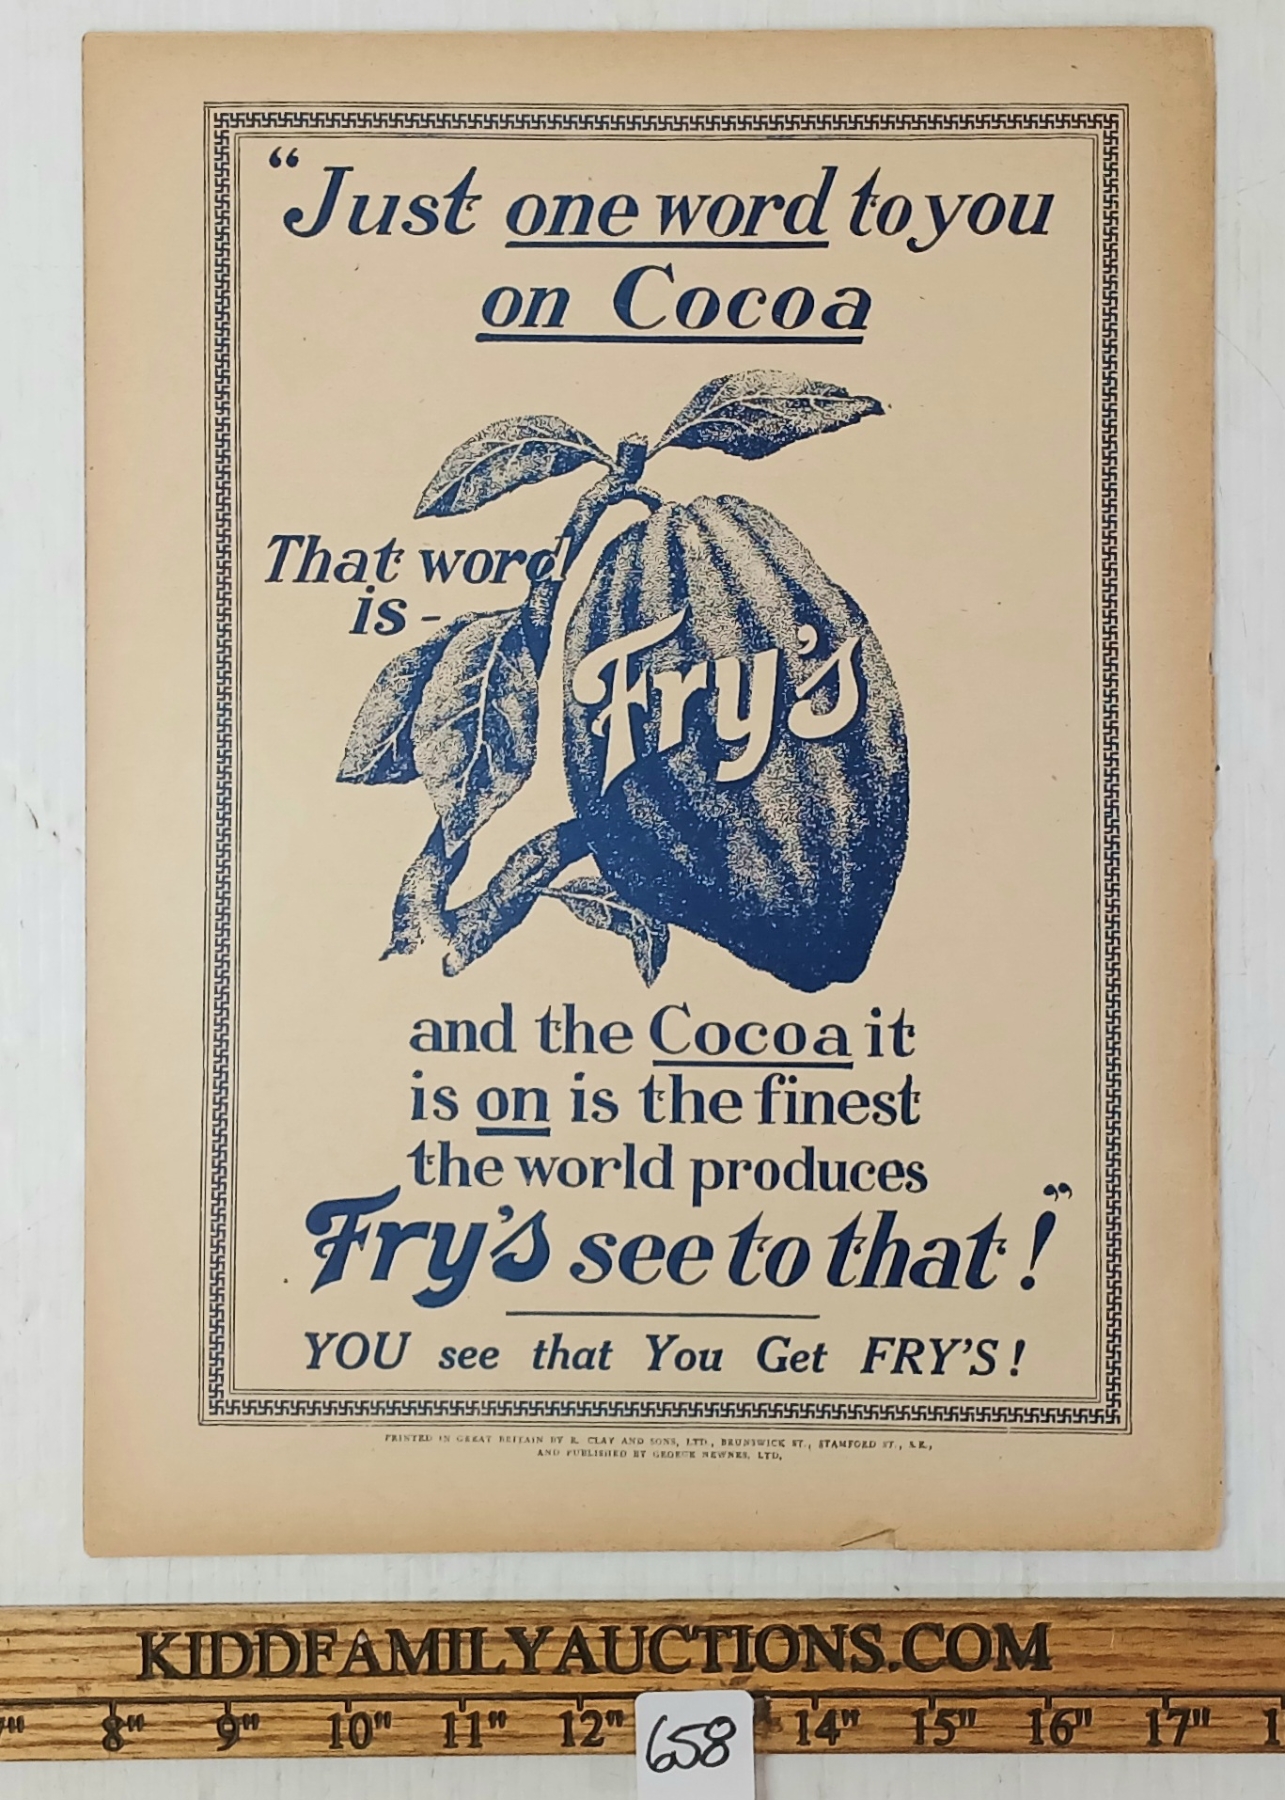 "Just one word to you
on Cocoa
That word
is -
Fry's
and the Cocoa it
is on is the finest
the world produces
Fry's see to that!"
YOU see that You Get FRY'S!
PRINTED IN GREAT BRITAIN BY R. CLAY AND SONS, LTD., BRUNSWICK ST., STAMFORD ST., S.E.,
AND PUBLISHED BY GEORGE NEWNES, LTD.
KIDDFAMILYAUCTIONS.COM
8" 9" 10" 11" 12" 14" 15" 16" 17"
658